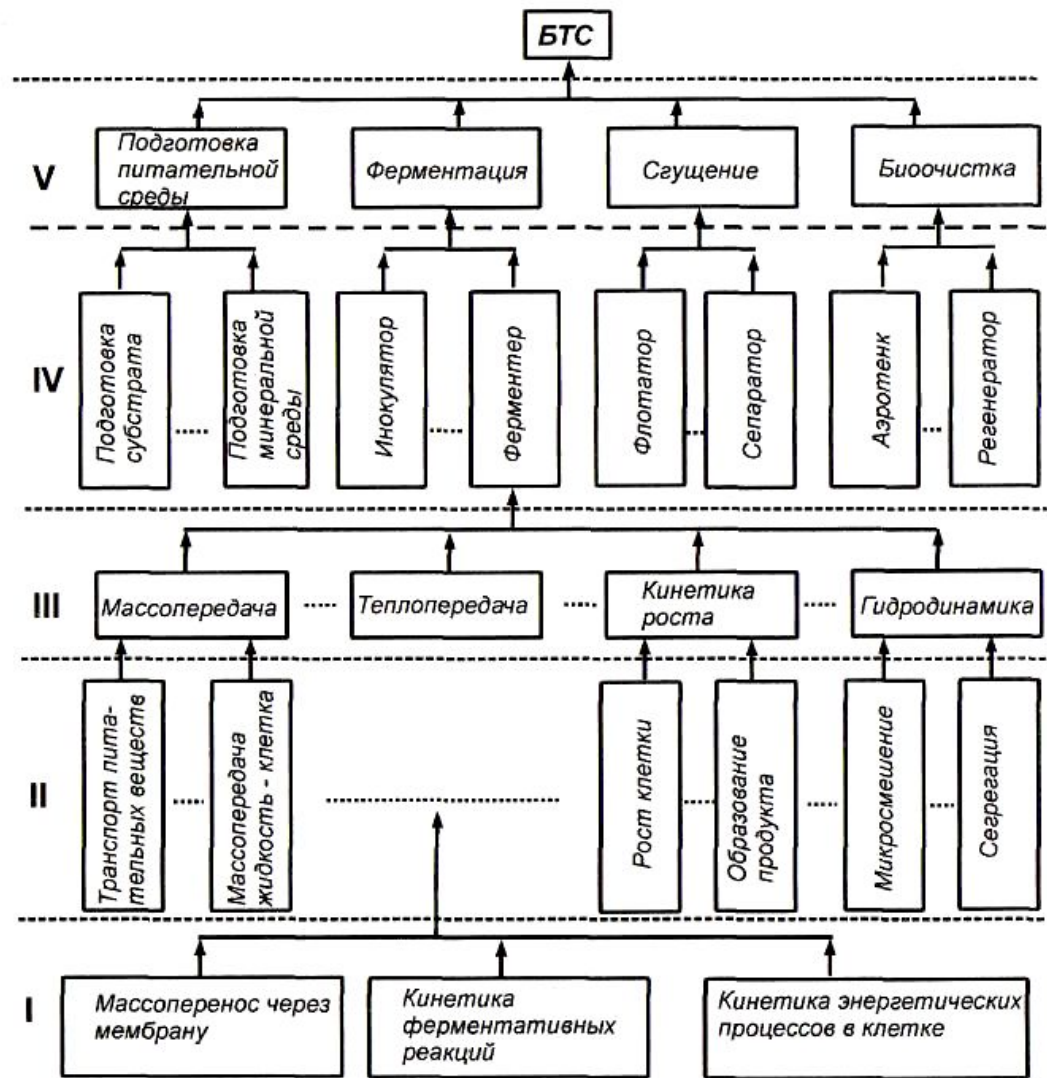 БТС
V
Подготовка
питательной
среды
Ферментация
Сгущение
Биоочистка
IV
Подготовка
субстрата
Подготовка
минеральной
среды
Инокулятор
Ферментер
Флотатор
Сепаратор
Аэротенк
Регенератор
III
Массопередача
Теплопередача
Кинетика
роста
Гидродинамика
II
Транспорт пита-
тельных веществ
Массопередача
жидкость - клетка
Рост клетки
Образование
продукта
Микросмешение
Сегрегация
I
Массоперенос через
мембрану
Кинетика
ферментативных
реакций
Кинетика энергетических
процессов в клетке